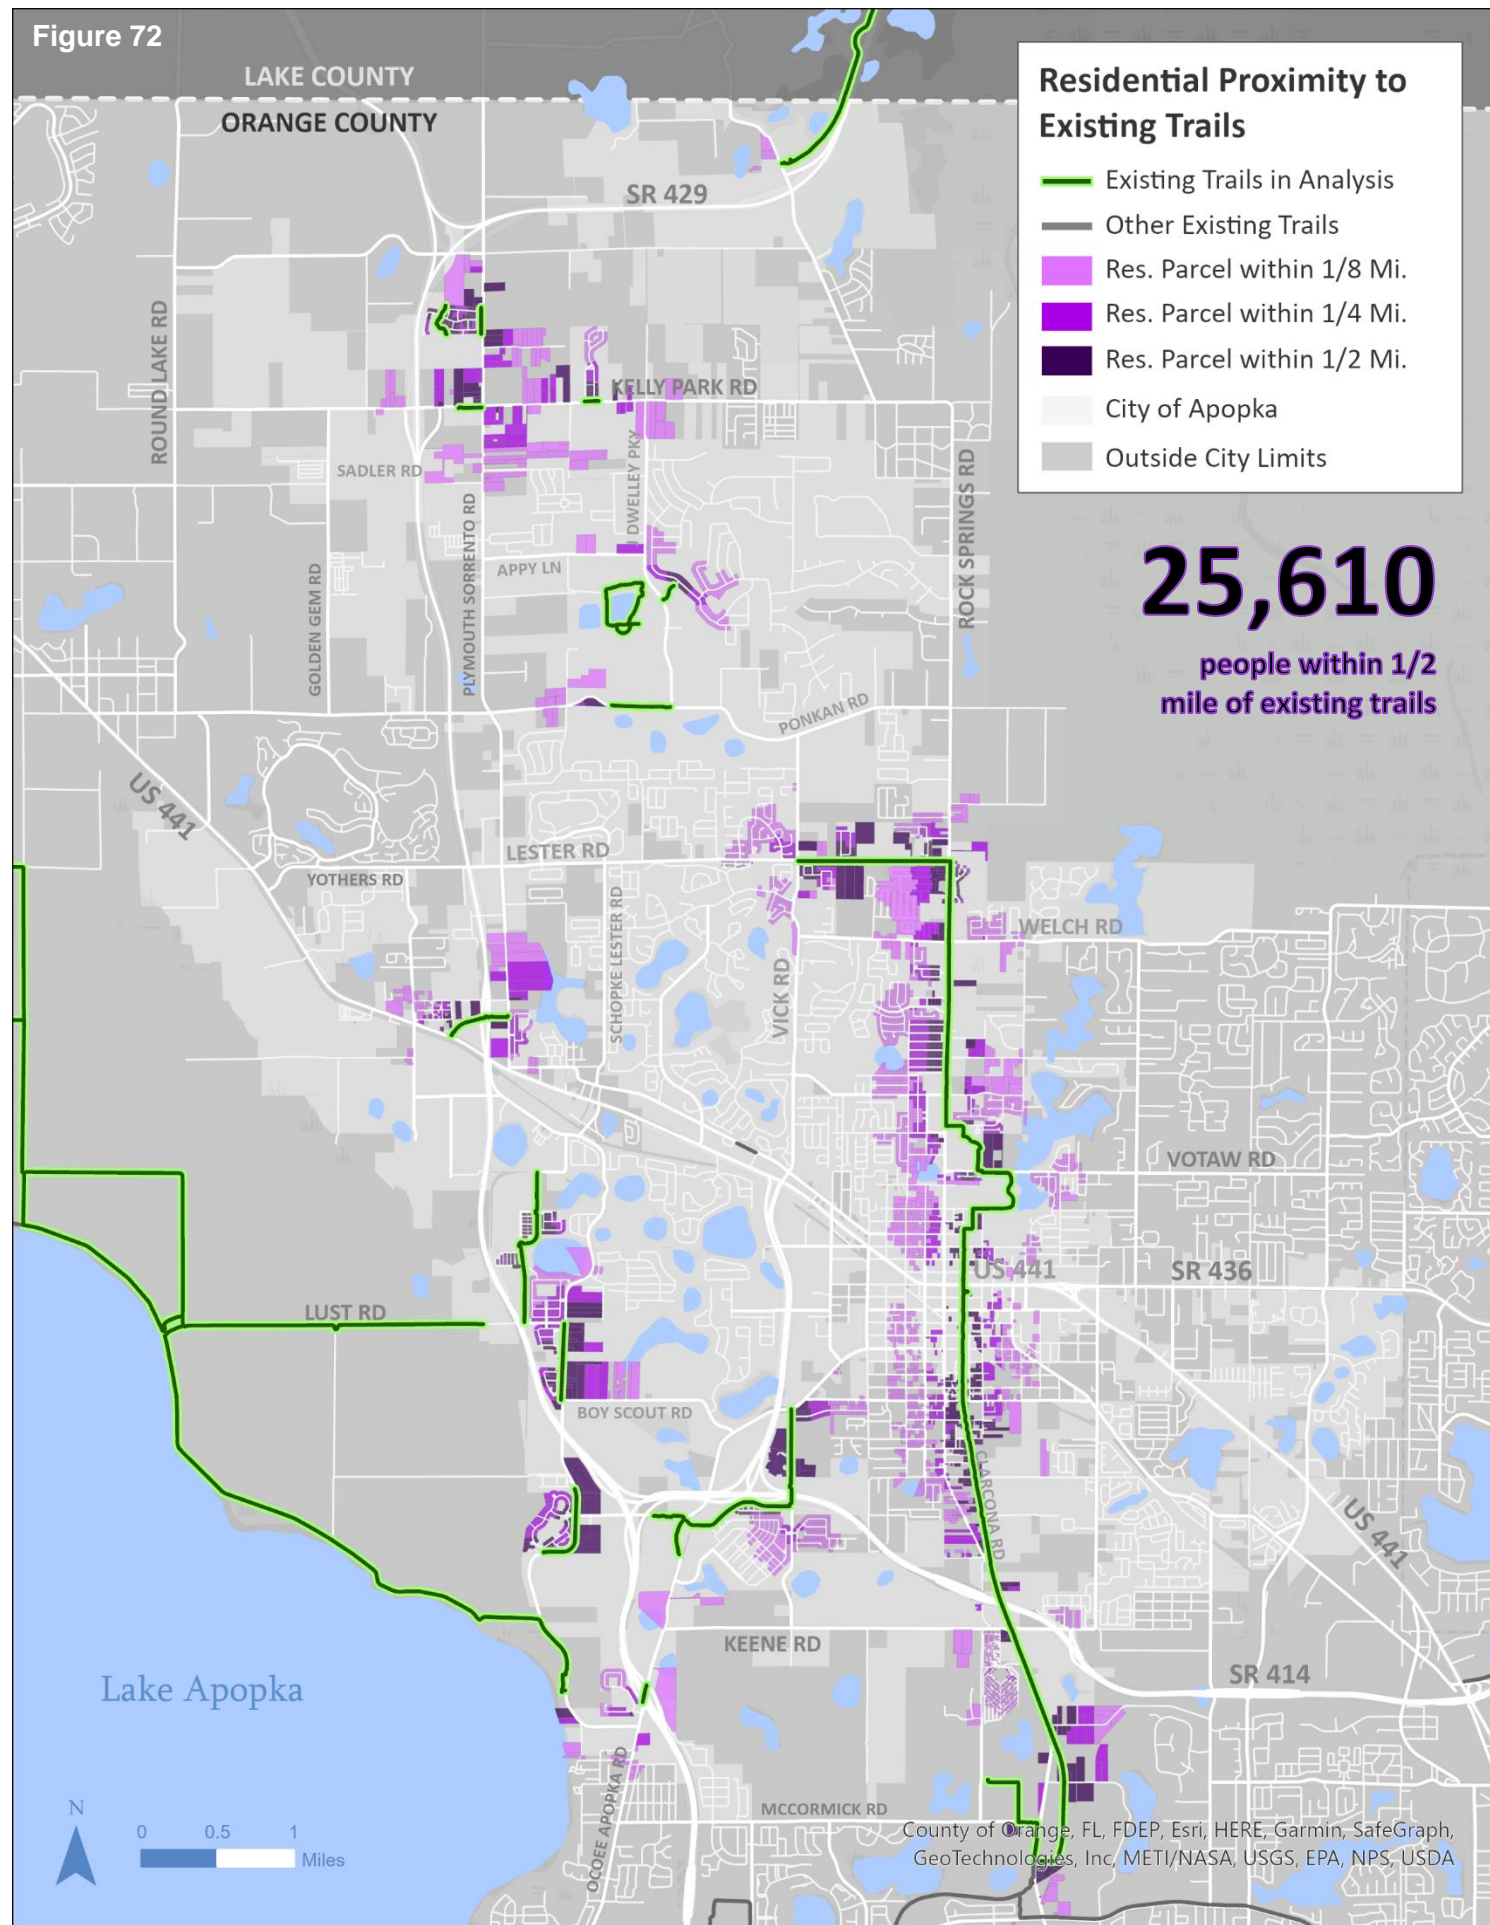 Figure 72
LAKE COUNTY
ORANGE COUNTY
Residential Proximity to
Existing Trails
Existing Trails in Analysis
Other Existing Trails
Res. Parcel within 1/8 Mi.
Res. Parcel within 1/4 Mi.
Res. Parcel within 1/2 Mi.
City of Apopka
Outside City Limits
SR 429
ROUND LAKE RD
KELLY PARK RD
SADLER RD
PLYMOUTH SORRENTO RD
DWELLEY PKY
ROCK SPRINGS RD
APPY LN
GOLDEN GEM RD
25,610
people within 1/2
mile of existing trails
PONKAN RD
US 441
LESTER RD
YOTHERS RD
SCHOPKE LESTER RD
VICK RD
WELCH RD
VOTAW RD
US 441
SR 436
LUST RD
BOY SCOUT RD
CLARCONA RD
US 441
KEENE RD
SR 414
Lake Apopka
OCOEE APOPKA RD
MCCORMICK RD
N
0 0.5 1
Miles
County of Orange, FL, FDEP, Esri, HERE, Garmin, SafeGraph,
GeoTechnologies, Inc, METI/NASA, USGS, EPA, NPS, USDA